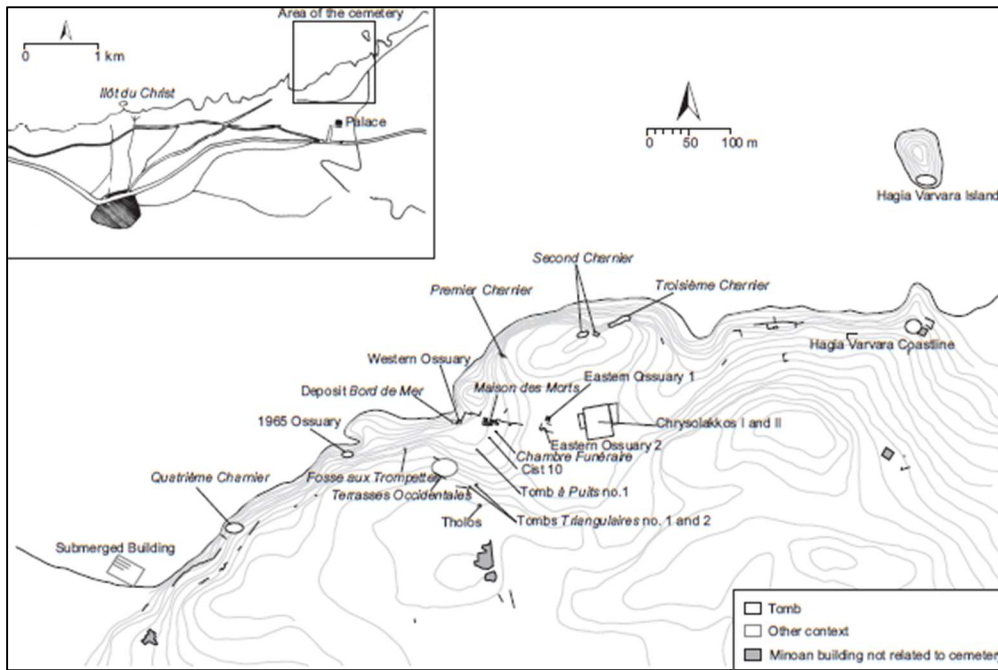 Area of the cemetery
0 1 km
Ilôt du Christ
Palace
0 50 100 m
Hagia Varvara Island
Second Charnier
Premier Charnier
Troisième Charnier
Western Ossuary
Hagia Varvara Coastline
Deposit Bord de Mer
Maison des Morts
Eastern Ossuary 1
1965 Ossuary
Chrysolakkos I and II
Eastern Ossuary 2
Chambre Funéraire
Cist 10
Quatrième Charnier
Fosse aux Trompettes
Terrasses Occidentales
Tomb à Puits no.1
Tholos
Tombs Triangulaires no. 1 and 2
Submerged Building
Tomb
Other context
Minoan building not related to cemetery